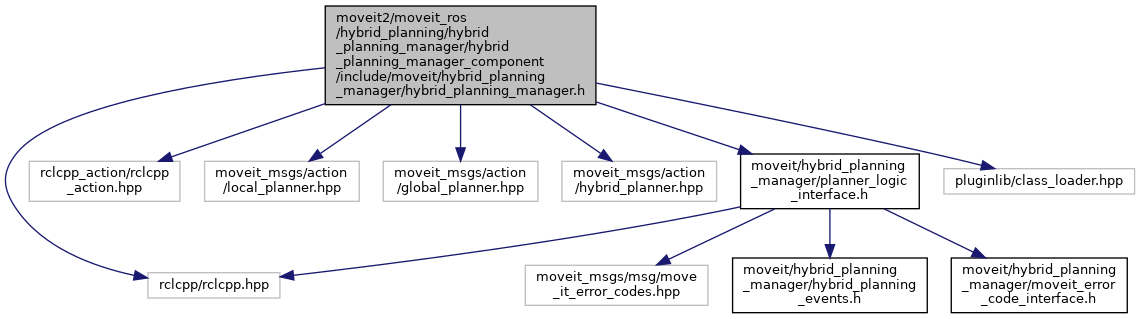 moveit2/moveit_ros
/hybrid_planning/hybrid
_planning_manager/hybrid
_planning_manager_component
/include/moveit/hybrid_planning
_manager/hybrid_planning_manager.h
rclcpp_action/rclcpp
_action.hpp
moveit_msgs/action
/local_planner.hpp
moveit_msgs/action
/global_planner.hpp
moveit_msgs/action
/hybrid_planner.hpp
moveit/hybrid_planning
_manager/planner_logic
_interface.h
pluginlib/class_loader.hpp
rclcpp/rclcpp.hpp
moveit_msgs/msg/move
_it_error_codes.hpp
moveit/hybrid_planning
_manager/hybrid_planning
_events.h
moveit/hybrid_planning
_manager/moveit_error
_code_interface.h